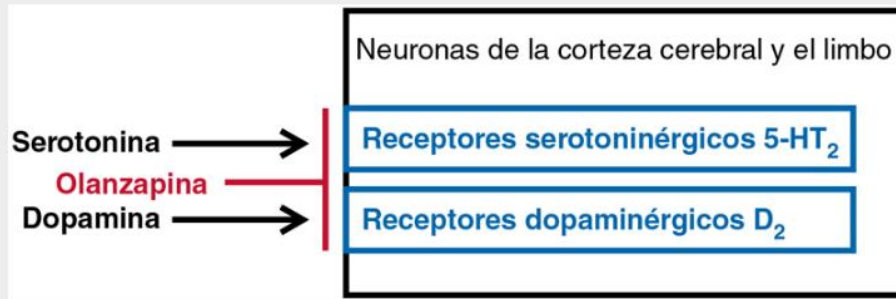 Neuronas de la corteza cerebral y el limbo
Serotonina
Receptores serotoninérgicos 5-HT₂
Olanzapina
Dopamina
Receptores dopaminérgicos D₂